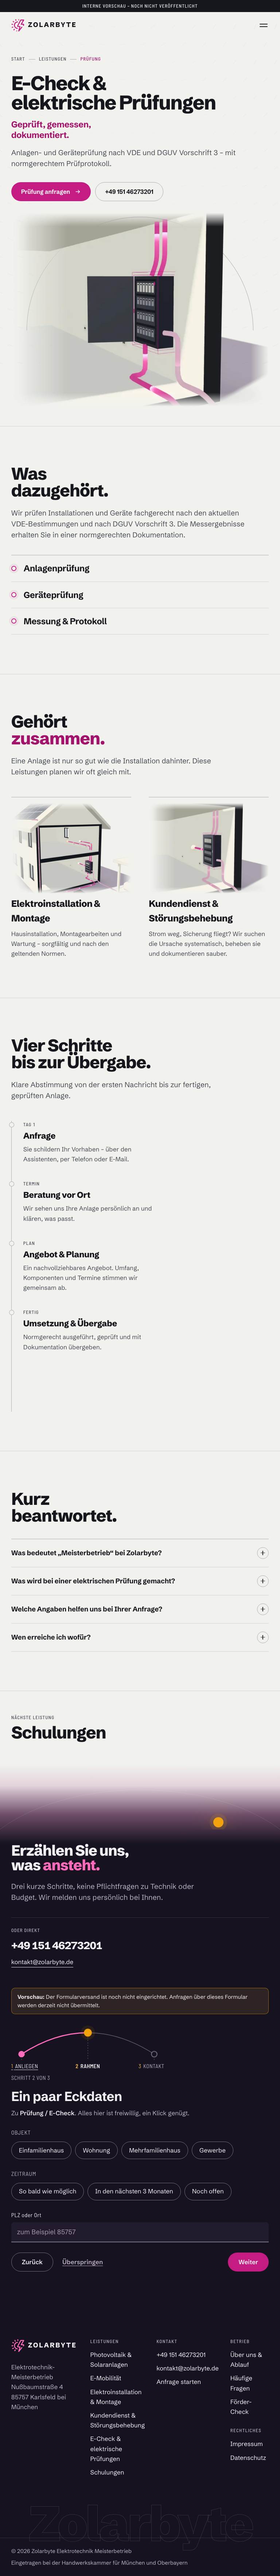 INTERNE VORSCHAU – NOCH NICHT VERÖFFENTLICHT
ZOLARBYTE
START — LEISTUNGEN — PRÜFUNG
E-Check &
elektrische Prüfungen
Geprüft, gemessen,
dokumentiert.
Anlagen- und Geräteprüfung nach VDE und DGUV Vorschrift 3 – mit
normgerechtem Prüfprotokoll.
Prüfung anfragen →
+49 151 46273201
Was
dazugehört.
Wir prüfen Installationen und Geräte fachgerecht nach den aktuellen
VDE-Bestimmungen und nach DGUV Vorschrift 3. Die Messergebnisse
erhalten Sie in einer normgerechten Dokumentation.
Anlagenprüfung
Geräteprüfung
Messung & Protokoll
Gehört
zusammen.
Eine Anlage ist nur so gut wie die Installation dahinter. Diese
Leistungen planen wir oft gleich mit.
Elektroinstallation &
Montage
Hausinstallation, Montagearbeiten und
Wartung – sorgfältig und nach den
geltenden Normen.
Kundendienst &
Störungsbehebung
Strom weg, Sicherung fliegt? Wir suchen
die Ursache systematisch, beheben sie
und dokumentieren sauber.
Vier Schritte
bis zur Übergabe.
Klare Abstimmung von der ersten Nachricht bis zur fertigen,
geprüften Anlage.
TAG 1
Anfrage
Sie schildern Ihr Vorhaben – über den
Assistenten, per Telefon oder E-Mail.
TERMIN
Beratung vor Ort
Wir sehen uns Ihre Anlage persönlich an und
klären, was passt.
PLAN
Angebot & Planung
Ein nachvollziehbares Angebot. Umfang,
Komponenten und Termine stimmen wir
gemeinsam ab.
FERTIG
Umsetzung & Übergabe
Normgerecht ausgeführt, geprüft und mit
Dokumentation übergeben.
Kurz
beantwortet.
Was bedeutet „Meisterbetrieb“ bei Zolarbyte?
Was wird bei einer elektrischen Prüfung gemacht?
Welche Angaben helfen uns bei Ihrer Anfrage?
Wen erreiche ich wofür?
NÄCHSTE LEISTUNG
Schulungen
Erzählen Sie uns,
was ansteht.
Drei kurze Schritte, keine Pflichtfragen zu Technik oder
Budget. Wir melden uns persönlich bei Ihnen.
ODER DIREKT
+49 151 46273201
kontakt@zolarbyte.de
Vorschau: Der Formularversand ist noch nicht eingerichtet. Anfragen über dieses Formular
werden derzeit nicht übermittelt.
1 ANLIEGEN
2 RAHMEN
3 KONTAKT
SCHRITT 2 VON 3
Ein paar Eckdaten
Zu Prüfung / E-Check. Alles hier ist freiwillig, ein Klick genügt.
OBJEKT
Einfamilienhaus
Wohnung
Mehrfamilienhaus
Gewerbe
ZEITRAUM
So bald wie möglich
In den nächsten 3 Monaten
Noch offen
PLZ oder Ort
zum Beispiel 85757
Zurück
Überspringen
Weiter
ZOLARBYTE
Elektrotechnik-
Meisterbetrieb
Nußbaumstraße 4
85757 Karlsfeld bei
München
LEISTUNGEN
Photovoltaik &
Solaranlagen
E-Mobilität
Elektroinstallation
& Montage
Kundendienst &
Störungsbehebung
E-Check &
elektrische
Prüfungen
Schulungen
KONTAKT
+49 151 46273201
kontakt@zolarbyte.de
Anfrage starten
BETRIEB
Über uns &
Ablauf
Häufige
Fragen
Förder-
Check
RECHTLICHES
Impressum
Datenschutz
Zolarbyte
© 2026 Zolarbyte Elektrotechnik Meisterbetrieb
Eingetragen bei der Handwerkskammer für München und Oberbayern